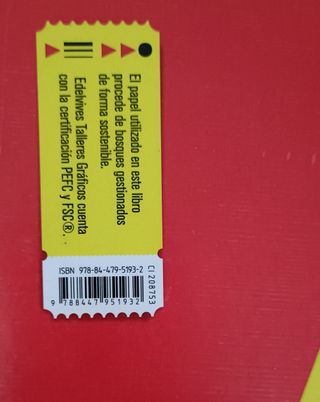 El papel utilizado en este libro
procede de bosques gestionados
de forma sostenible.
Edelvives Talleres Gráficos cuenta
con la certificación PEFC y FSC®.
ISBN 978-84-479-5193-2
9 788447 951932
CI 208753